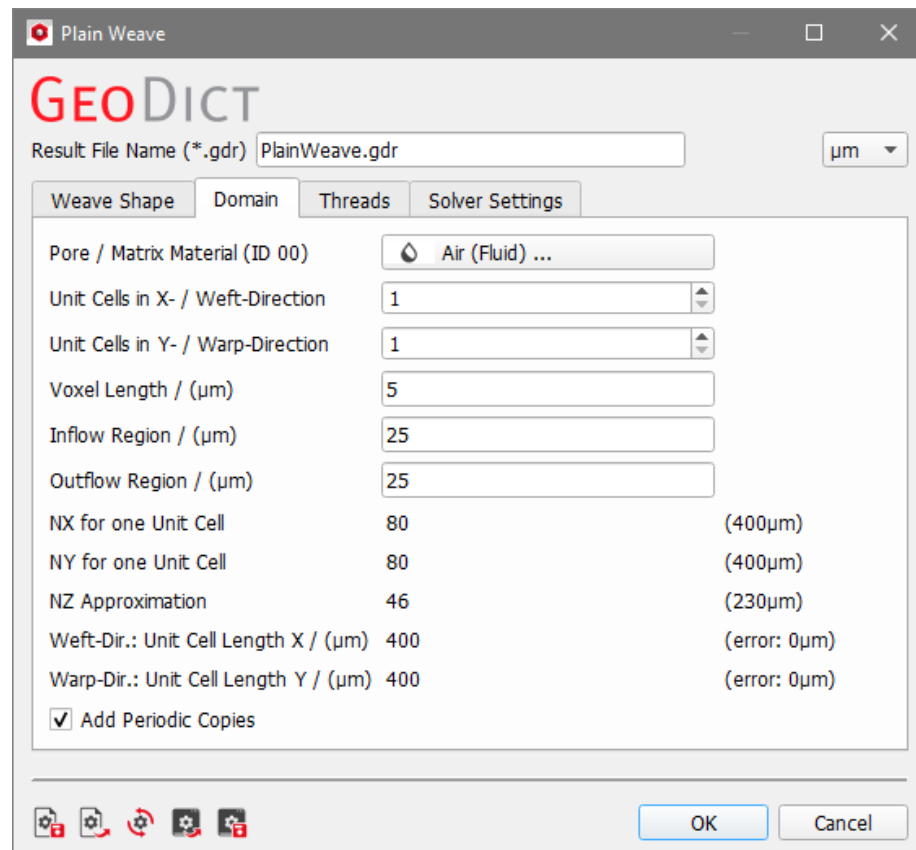 Plain Weave
GEODICT
Result File Name (*.gdr) PlainWeave.gdr µm
Weave Shape Domain Threads Solver Settings
Pore / Matrix Material (ID 00) Air (Fluid) ...
Unit Cells in X- / Weft-Direction 1
Unit Cells in Y- / Warp-Direction 1
Voxel Length / (µm) 5
Inflow Region / (µm) 25
Outflow Region / (µm) 25
NX for one Unit Cell 80 (400µm)
NY for one Unit Cell 80 (400µm)
NZ Approximation 46 (230µm)
Weft-Dir.: Unit Cell Length X / (µm) 400 (error: 0µm)
Warp-Dir.: Unit Cell Length Y / (µm) 400 (error: 0µm)
Add Periodic Copies
OK Cancel